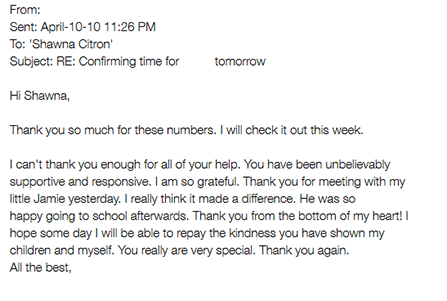 From:
Sent: April-10-10 11:26 PM
To: 'Shawna Citron'
Subject: RE: Confirming time for tomorrow
Hi Shawna,
Thank you so much for these numbers. I will check it out this week.
I can't thank you enough for all of your help. You have been unbelievably
supportive and responsive. I am so grateful. Thank you for meeting with my
little Jamie yesterday. I really think it made a difference. He was so
happy going to school afterwards. Thank you from the bottom of my heart! I
hope some day I will be able to repay the kindness you have shown my
children and myself. You really are very special. Thank you again.
All the best,